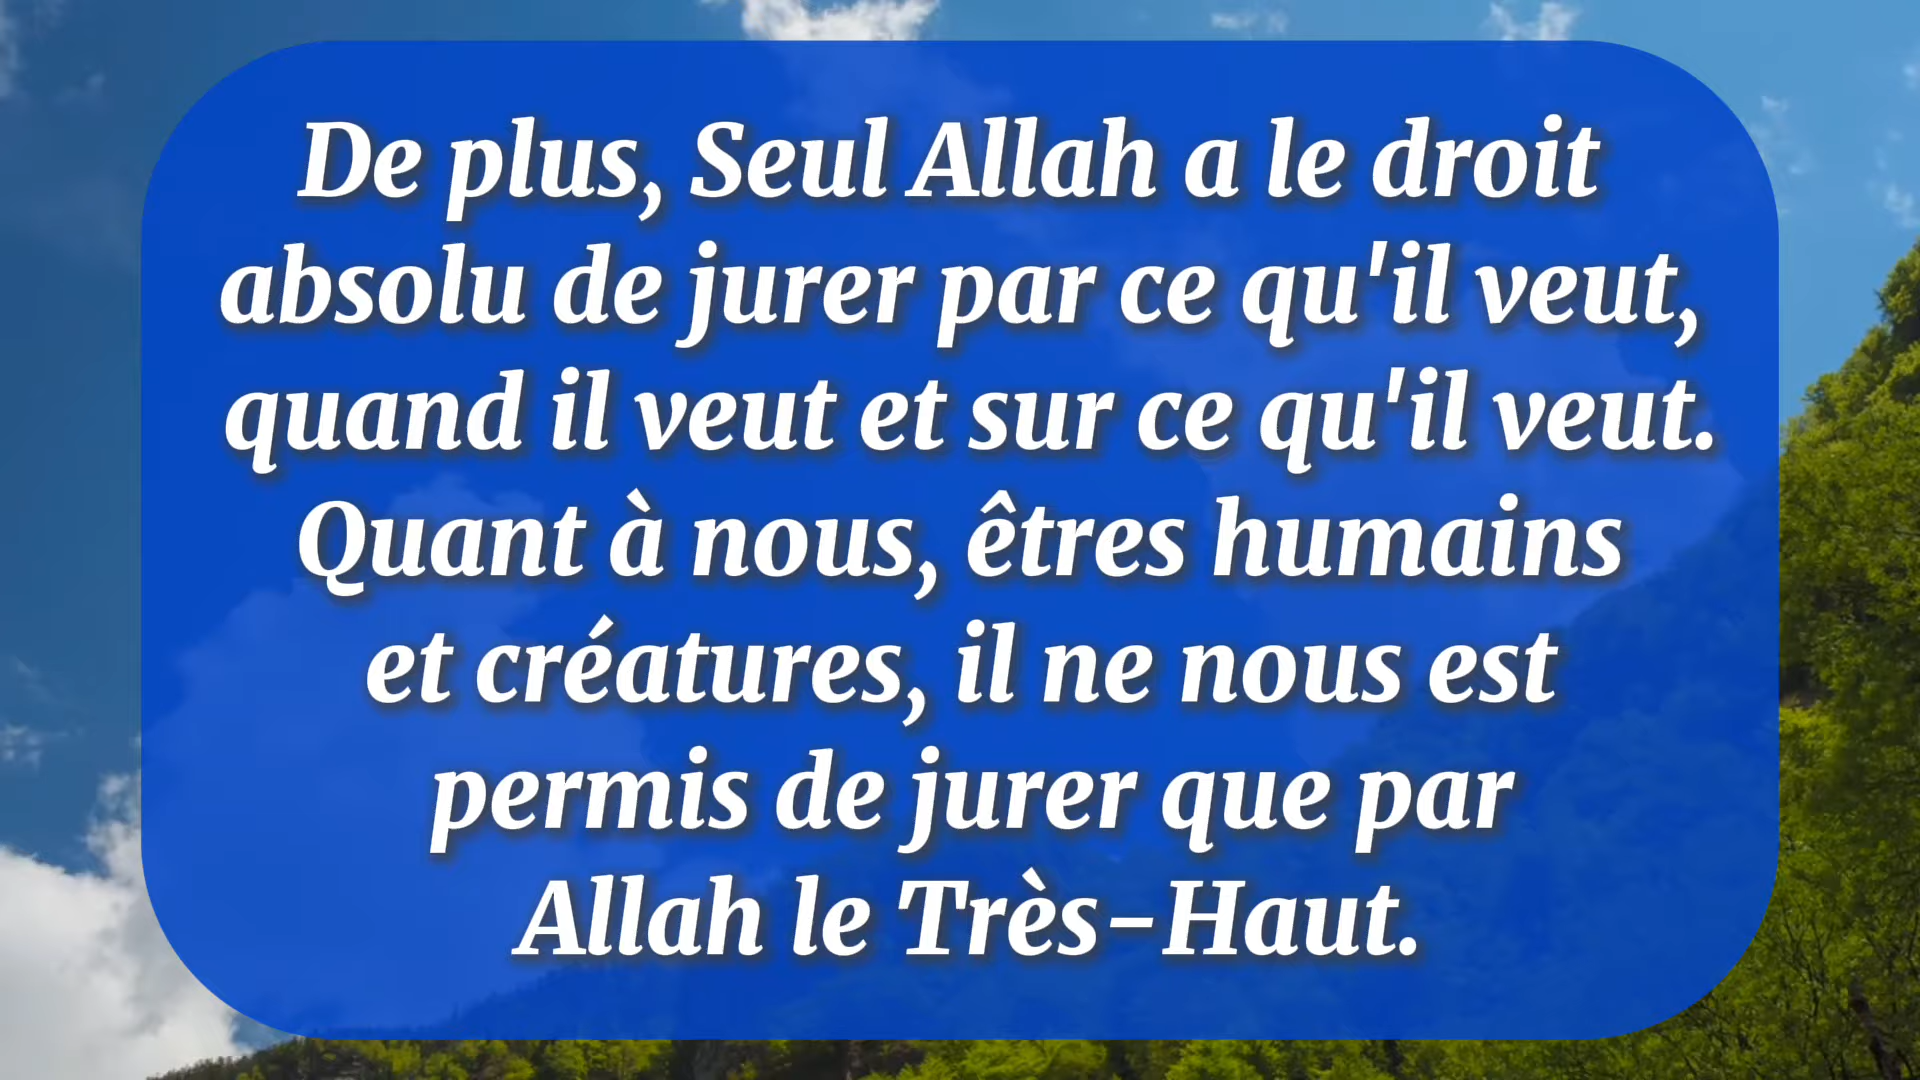 De plus, Seul Allah a le droit
absolu de jurer par ce qu'il veut,
quand il veut et sur ce qu'il veut.
Quant à nous, êtres humains
et créatures, il ne nous est
permis de jurer que par
Allah le Très-Haut.